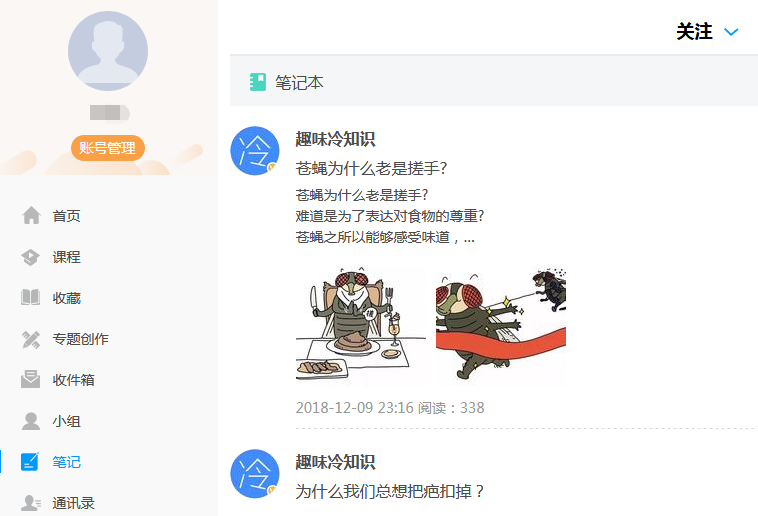 账号管理
首页
课程
收藏
专题创作
收件箱
小组
笔记
通讯录
关注
笔记本
冷
趣味冷知识
苍蝇为什么老是搓手?
苍蝇为什么老是搓手?
难道是为了表达对食物的尊重?
苍蝇之所以能够感受味道，...
2018-12-09 23:16 阅读：338
冷
趣味冷知识
为什么我们总想把疤扣掉？